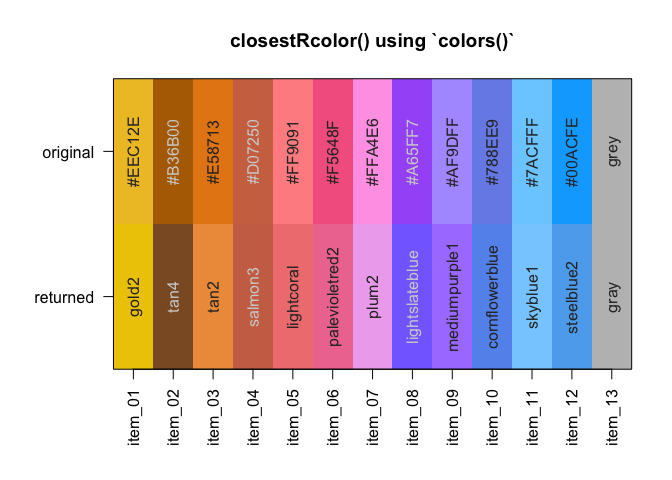 closestRcolor() using `colors()`
original
#EEC12E
#B36B00
#E58713
#D07250
#FF9091
#F5648F
#FFA4E6
#A65FF7
#AF9DFF
#788EE9
#7ACFFF
#00ACFE
grey
returned
gold2
tan4
tan2
salmon3
lightcoral
palevioletred2
plum2
lightslateblue
mediumpurple1
cornflowerblue
skyblue1
steelblue2
gray
item_01
item_02
item_03
item_04
item_05
item_06
item_07
item_08
item_09
item_10
item_11
item_12
item_13